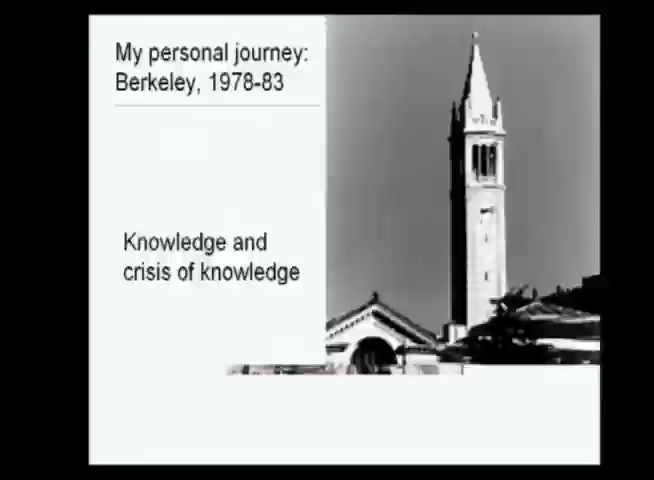 My personal journey:
Berkeley, 1978-83
Knowledge and
crisis of knowledge